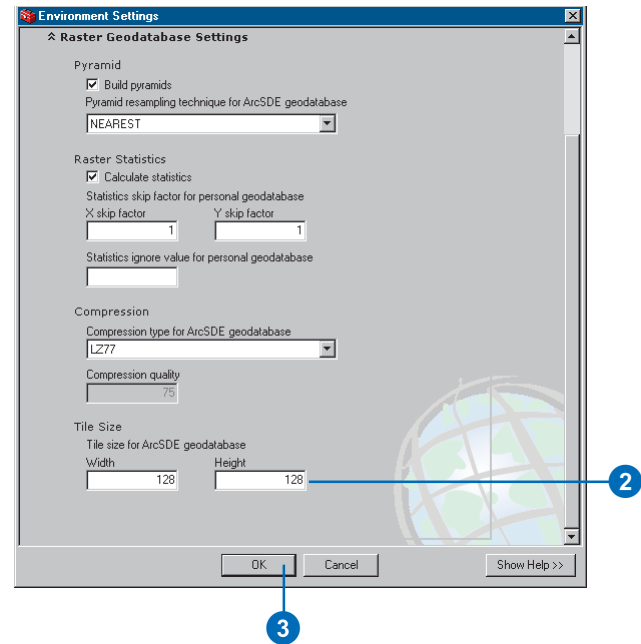 Environment Settings
Raster Geodatabase Settings
Pyramid
Build pyramids
Pyramid resampling technique for ArcSDE geodatabase
NEAREST
Raster Statistics
Calculate statistics
Statistics skip factor for personal geodatabase
X skip factor Y skip factor
1 1
Statistics ignore value for personal geodatabase
Compression
Compression type for ArcSDE geodatabase
LZ77
Compression quality
75
Tile Size
Tile size for ArcSDE geodatabase
Width Height
128 128
2
OK Cancel Show Help >>
3